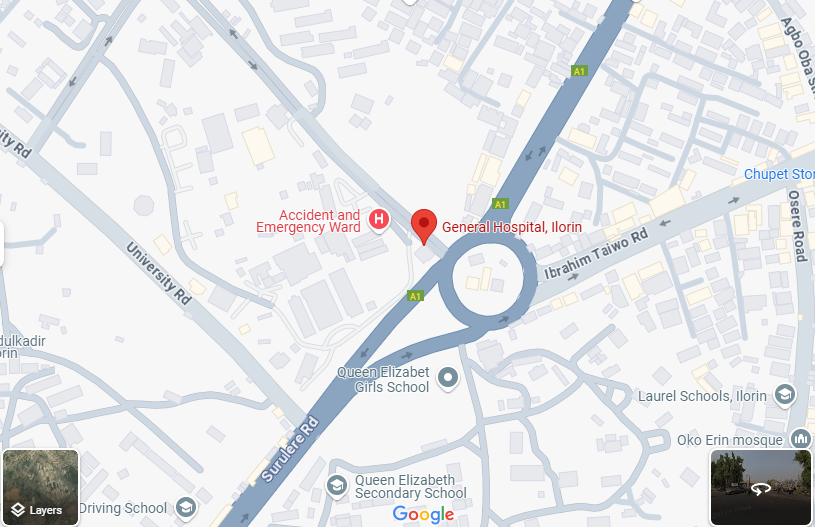 A1
Agbo Oba St
ity Rd
Chupet Stor
A1
Accident and
Emergency Ward
H
General Hospital, Ilorin
Osere Road
Ibrahim Taiwo Rd
University Rd
A1
dulkadir
orin
Queen Elizabet
Girls School
Laurel Schools, Ilorin
Surulere Rd
Oko Erin mosque
Queen Elizabeth
Secondary School
Layers
Driving School
Google